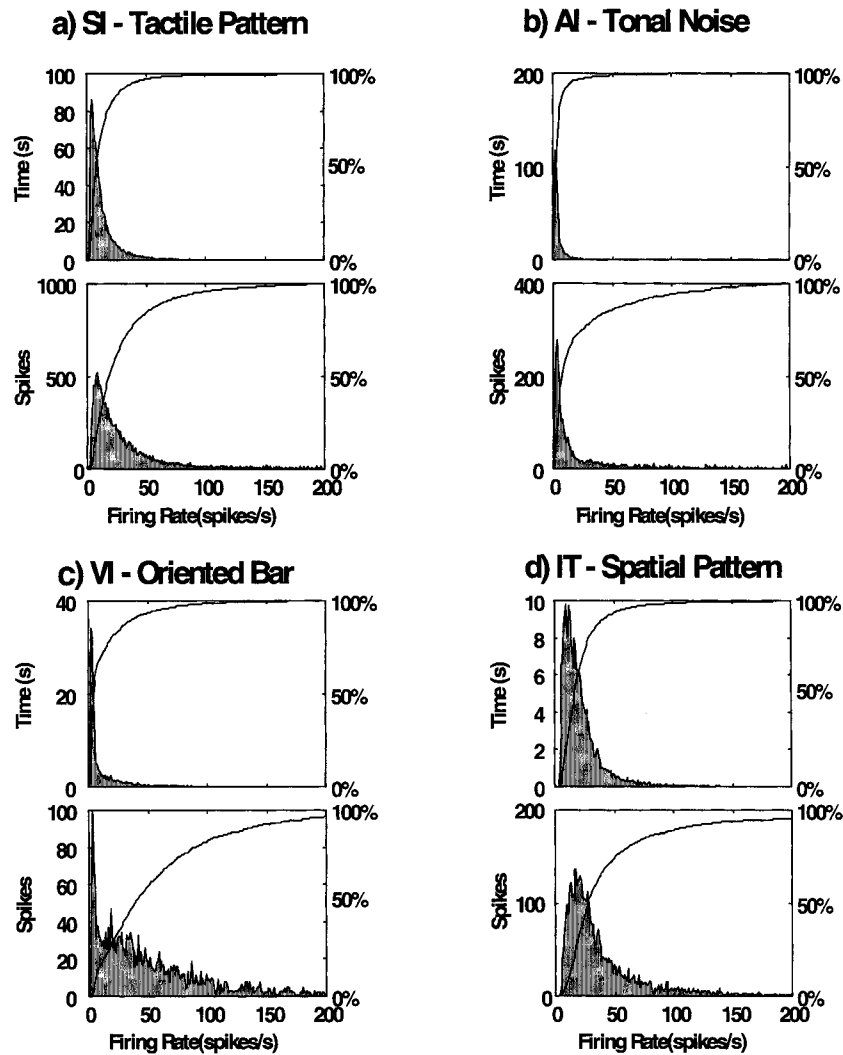 a) SI - Tactile Pattern
100
80
60
40
20
0
Time (s)
100%
50%
0%
1000
500
0
Spikes
100%
50%
0%
0 50 100 150 200
Firing Rate(spikes/s)
b) AI - Tonal Noise
200
100
0
Time (s)
100%
50%
0%
400
200
0
Spikes
100%
50%
0%
0 50 100 150 200
Firing Rate(spikes/s)
c) VI - Oriented Bar
40
20
0
Time (s)
100%
50%
0%
100
80
60
40
20
0
Spikes
100%
50%
0%
0 50 100 150 200
Firing Rate(spikes/s)
d) IT - Spatial Pattern
10
8
6
4
2
0
Time (s)
100%
50%
0%
200
100
0
Spikes
100%
50%
0%
0 50 100 150 200
Firing Rate(spikes/s)